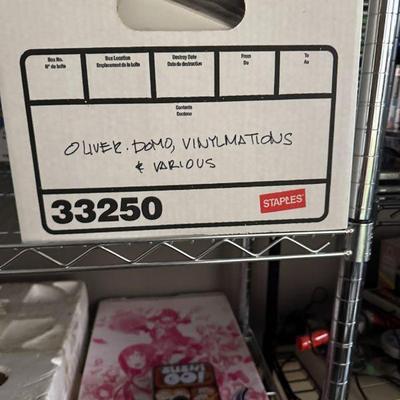 Box No.
N° de boîte
Box Location
Emplacement de la boîte
Destroy Date
Date de destruction
From
Du
To
Au
Contents
Contenu
OLIVER. DOMO, VINYLMATIONS
& VARIOUS
33250
STAPLES